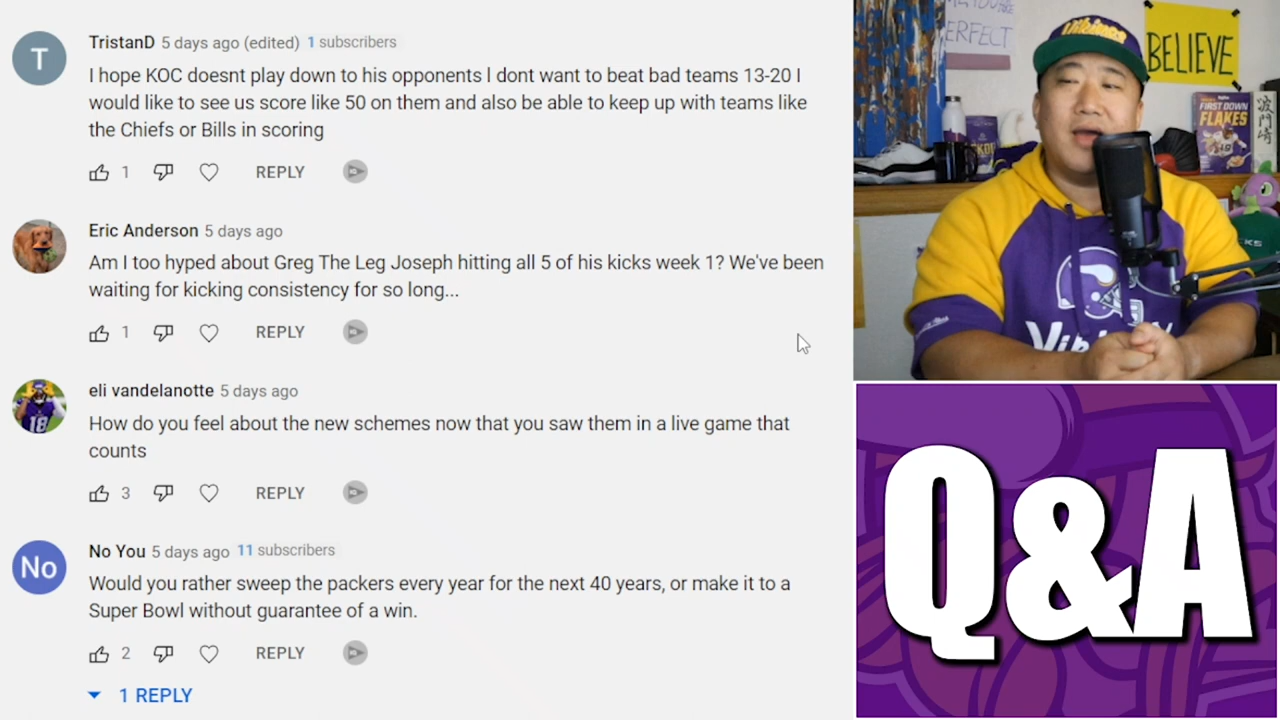 T
TristanD 5 days ago (edited) 1 subscribers
I hope KOC doesnt play down to his opponents I dont want to beat bad teams 13-20 I
would like to see us score like 50 on them and also be able to keep up with teams like
the Chiefs or Bills in scoring
1 REPLY
Eric Anderson 5 days ago
Am I too hyped about Greg The Leg Joseph hitting all 5 of his kicks week 1? We've been
waiting for kicking consistency for so long...
1 REPLY
eli vandelanotte 5 days ago
How do you feel about the new schemes now that you saw them in a live game that
counts
3 REPLY
No
No You 5 days ago 11 subscribers
Would you rather sweep the packers every year for the next 40 years, or make it to a
Super Bowl without guarantee of a win.
2 REPLY
1 REPLY
ERFECT
Vikings
BELIEVE
FIRST DOWN
FLAKES
18
Q&A